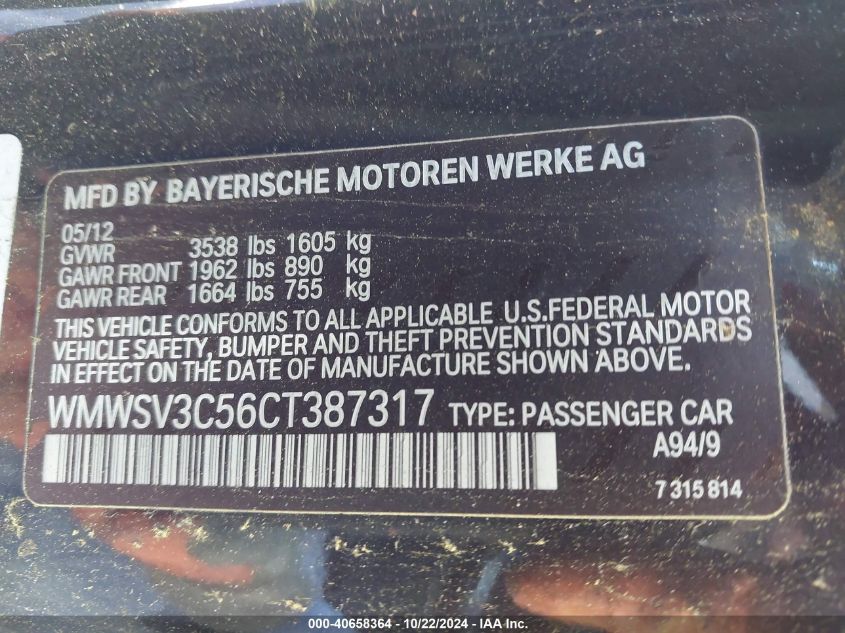 MFD BY BAYERISCHE MOTOREN WERKE AG
05/12
GVWR 3538 lbs 1605 kg
GAWR FRONT 1962 lbs 890 kg
GAWR REAR 1664 lbs 755 kg
THIS VEHICLE CONFORMS TO ALL APPLICABLE U.S.FEDERAL MOTOR
VEHICLE SAFETY, BUMPER AND THEFT PREVENTION STANDARDS
IN EFFECT ON THE DATE OF MANUFACTURE SHOWN ABOVE.
WMWSV3C56CT387317 TYPE: PASSENGER CAR
A94/9
7 315 814
000-40658364 - 10/22/2024 - IAA Inc.